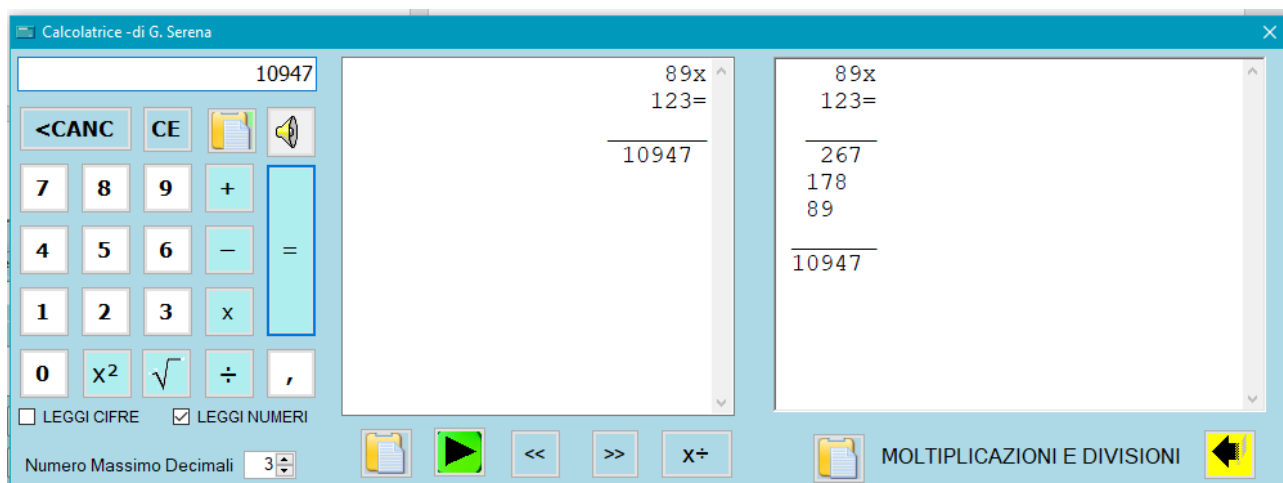 Calcolatrice -di G. Serena
10947
<CANC CE
7 8 9 +
4 5 6 − =
1 2 3 x
0 x² √ ÷ ,
LEGGI CIFRE LEGGI NUMERI
Numero Massimo Decimali 3
89x
123=
10947
<< >> x÷
89x
123=
267
178
89
10947
MOLTIPLICAZIONI E DIVISIONI